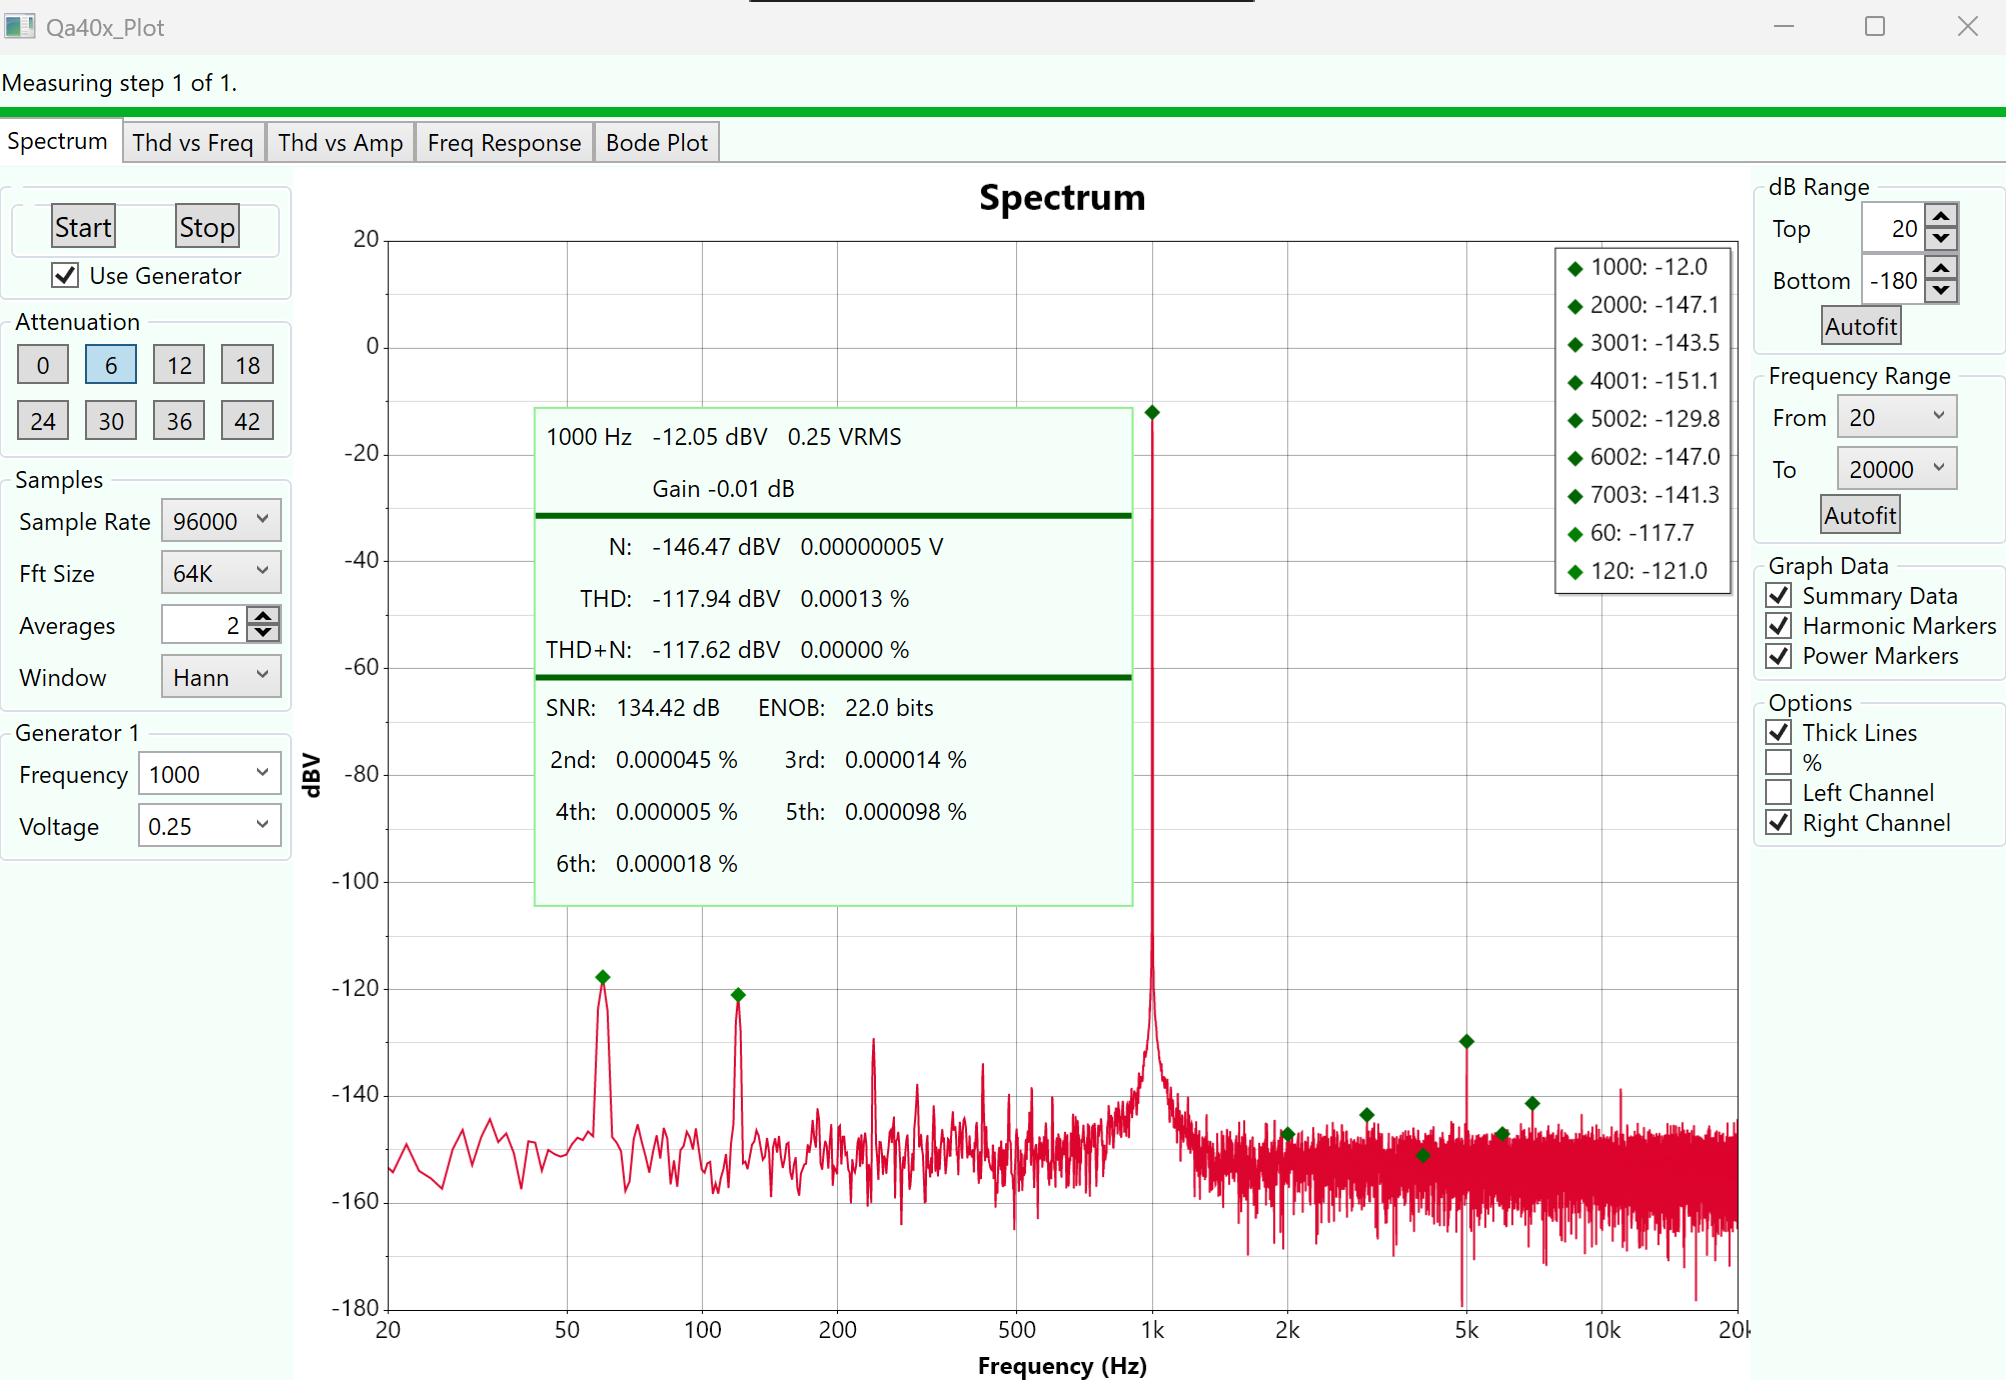 Qa40x_Plot
Measuring step 1 of 1.
Spectrum Thd vs Freq Thd vs Amp Freq Response Bode Plot
Start Stop
Use Generator
Attenuation
0 6 12 18
24 30 36 42
Samples
Sample Rate 96000
Fft Size 64K
Averages 2
Window Hann
Generator 1
Frequency 1000
Voltage 0.25
Spectrum
dBV
20
0
-20
-40
-60
-80
-100
-120
-140
-160
-180
20 50 100 200 500 1k 2k 5k 10k 20k
Frequency (Hz)
1000 Hz -12.05 dBV 0.25 VRMS
Gain -0.01 dB
N: -146.47 dBV 0.00000005 V
THD: -117.94 dBV 0.00013 %
THD+N: -117.62 dBV 0.00000 %
SNR: 134.42 dB ENOB: 22.0 bits
2nd: 0.000045 % 3rd: 0.000014 %
4th: 0.000005 % 5th: 0.000098 %
6th: 0.000018 %
1000: -12.0
2000: -147.1
3001: -143.5
4001: -151.1
5002: -129.8
6002: -147.0
7003: -141.3
60: -117.7
120: -121.0
dB Range
Top 20
Bottom -180
Autofit
Frequency Range
From 20
To 20000
Autofit
Graph Data
Summary Data
Harmonic Markers
Power Markers
Options
Thick Lines
%
Left Channel
Right Channel